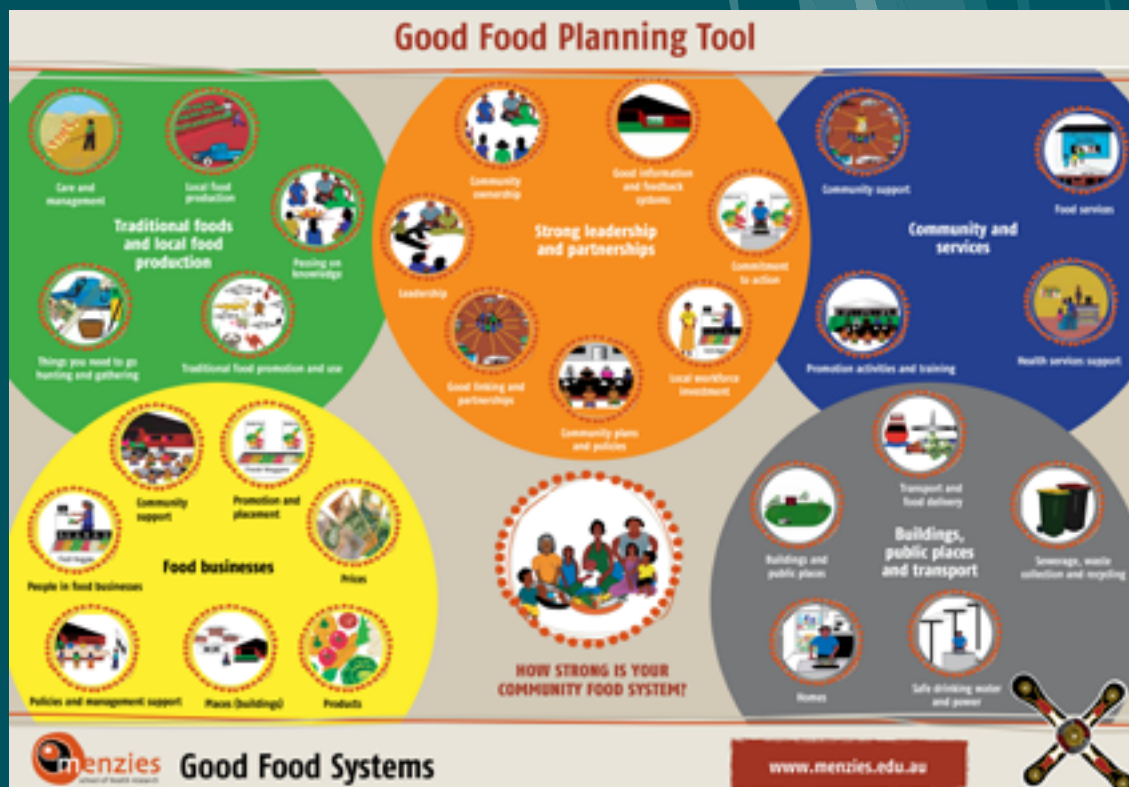 Good Food Planning Tool
Care and
management
Local food
production
Passing on
knowledge
Traditional foods
and local food
production
Things you need to go
hunting and gathering
Traditional food promotion and use
Community
ownership
Good information
and feedback
systems
Leadership
Strong leadership
and partnerships
Commitment
to action
Good linking and
partnerships
Community plans
and policies
Local workforce
investment
Community support
Food services
Community and
services
Promotion activities and training
Health services support
Community
support
Promotion and
placement
People in food businesses
Food businesses
Prices
Policies and management support
Places (buildings)
Products
HOW STRONG IS YOUR
COMMUNITY FOOD SYSTEM?
Transport and
food delivery
Buildings and
public places
Buildings,
public places
and transport
Sewerage, waste
collection and recycling
Homes
Safe drinking water
and power
menzies
school of health research
Good Food Systems
www.menzies.edu.au